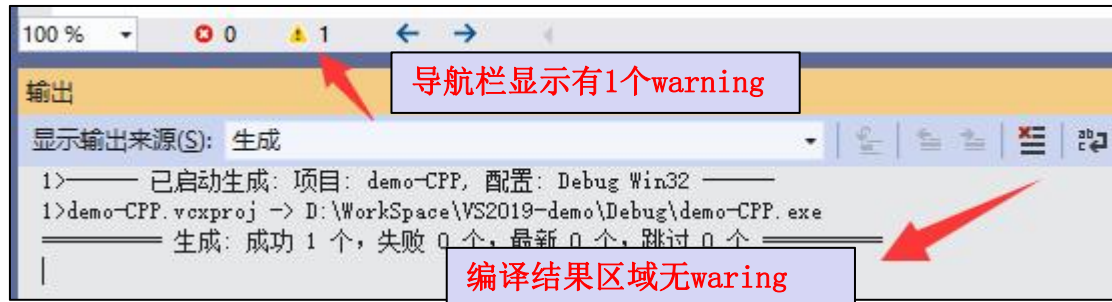 100 % 0 1
导航栏显示有1个warning
输出
显示输出来源(S): 生成
1>—— 已启动生成: 项目: demo-CPP, 配置: Debug Win32 ——
1>demo-CPP.vcxproj -> D:\WorkSpace\VS2019-demo\Debug\demo-CPP.exe
========== 生成: 成功 1 个，失败 0 个，最新 0 个，跳过 0 个 ==========
编译结果区域无waring